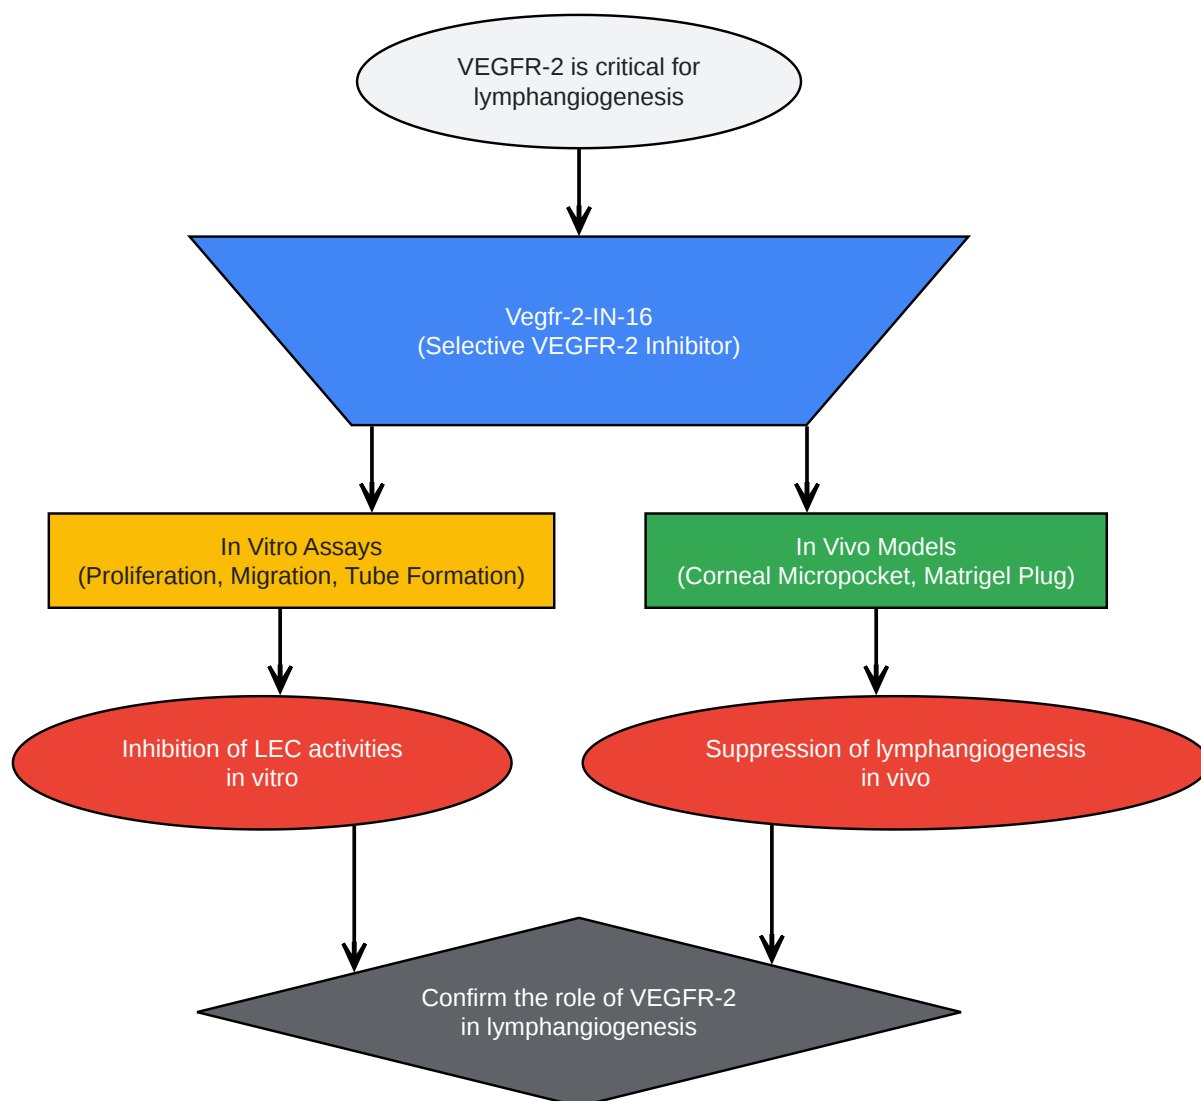 VEGFR-2 is critical for
lymphangiogenesis
Vegfr-2-IN-16
(Selective VEGFR-2 Inhibitor)
In Vitro Assays
(Proliferation, Migration, Tube Formation)
In Vivo Models
(Corneal Micropocket, Matrigel Plug)
Inhibition of LEC activities
in vitro
Suppression of lymphangiogenesis
in vivo
Confirm the role of VEGFR-2
in lymphangiogenesis